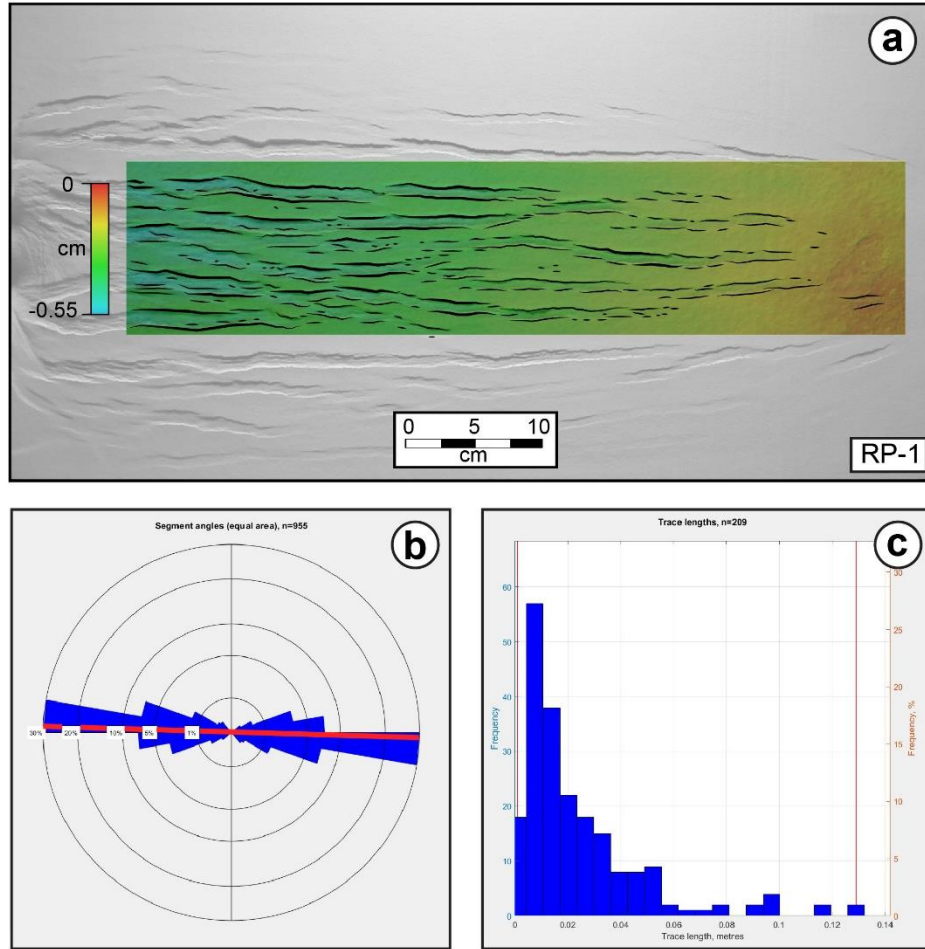 a
0
cm
-0.55
0 5 10
cm
RP-1
b
Segment angles (equal area), n=955
30% 20% 10% 5% 1%
c
Trace lengths, n=209
Frequency
60
50
40
30
20
10
0
Frequency, %
30
25
20
15
10
5
0
0 0.02 0.04 0.06 0.08 0.1 0.12 0.14
Trace length, metres